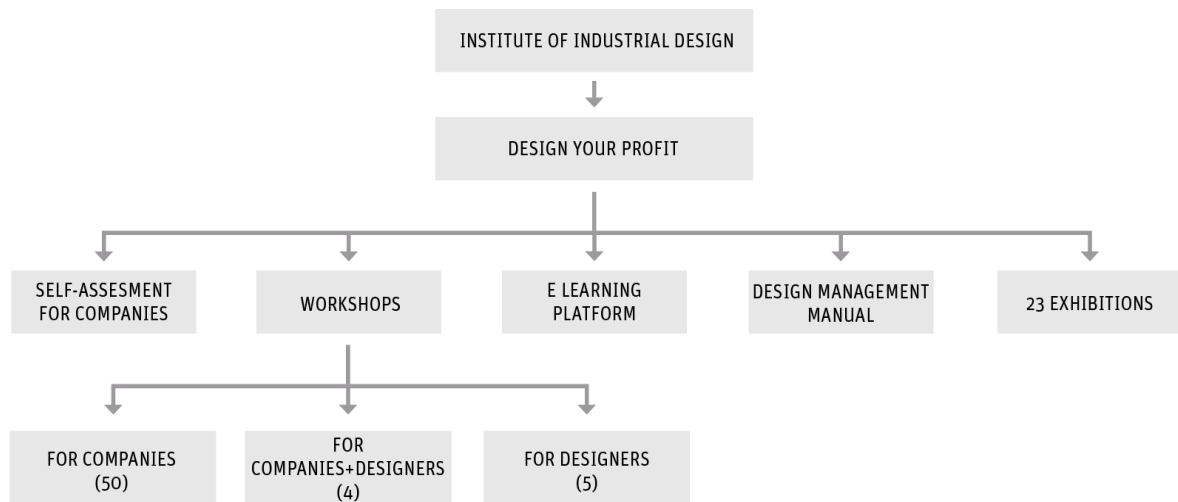 INSTITUTE OF INDUSTRIAL DESIGN
DESIGN YOUR PROFIT
SELF-ASSESMENT
FOR COMPANIES
WORKSHOPS
E LEARNING
PLATFORM
DESIGN MANAGEMENT
MANUAL
23 EXHIBITIONS
FOR COMPANIES
(50)
FOR
COMPANIES+DESIGNERS
(4)
FOR DESIGNERS
(5)